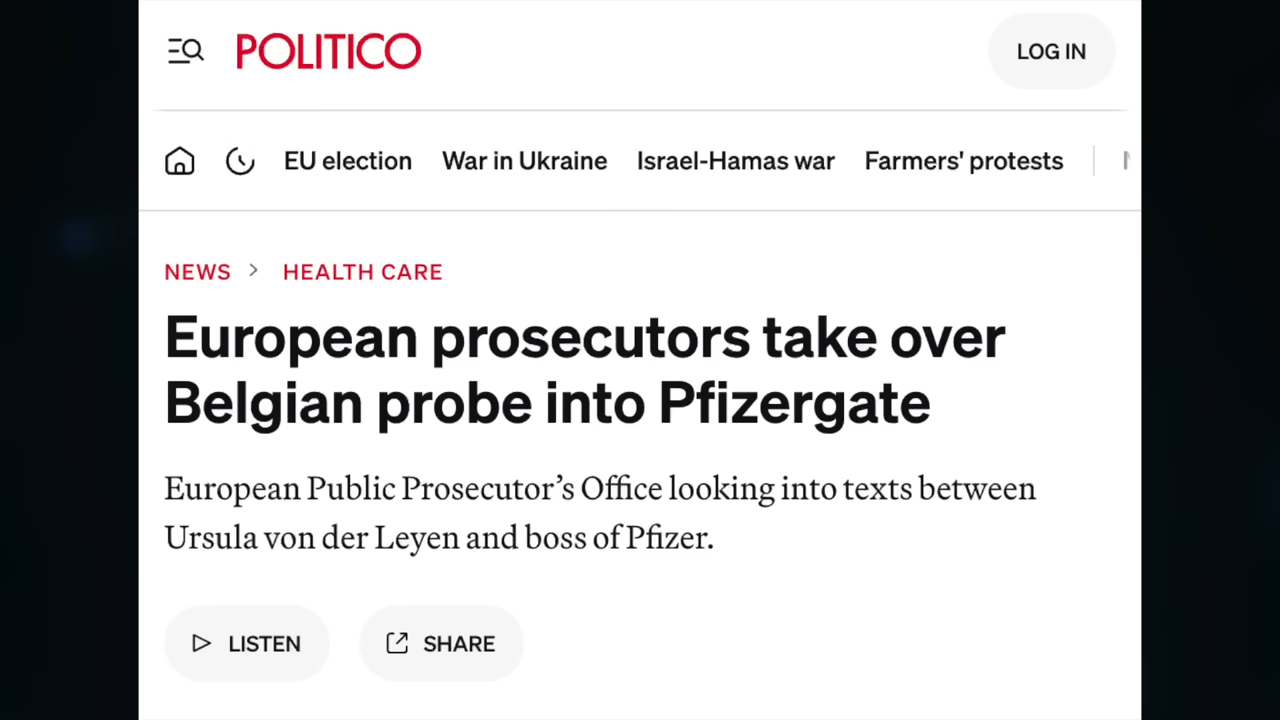 POLITICO
LOG IN
EU election War in Ukraine Israel-Hamas war Farmers' protests
NEWS > HEALTH CARE
European prosecutors take over
Belgian probe into Pfizergate
European Public Prosecutor’s Office looking into texts between
Ursula von der Leyen and boss of Pfizer.
LISTEN SHARE